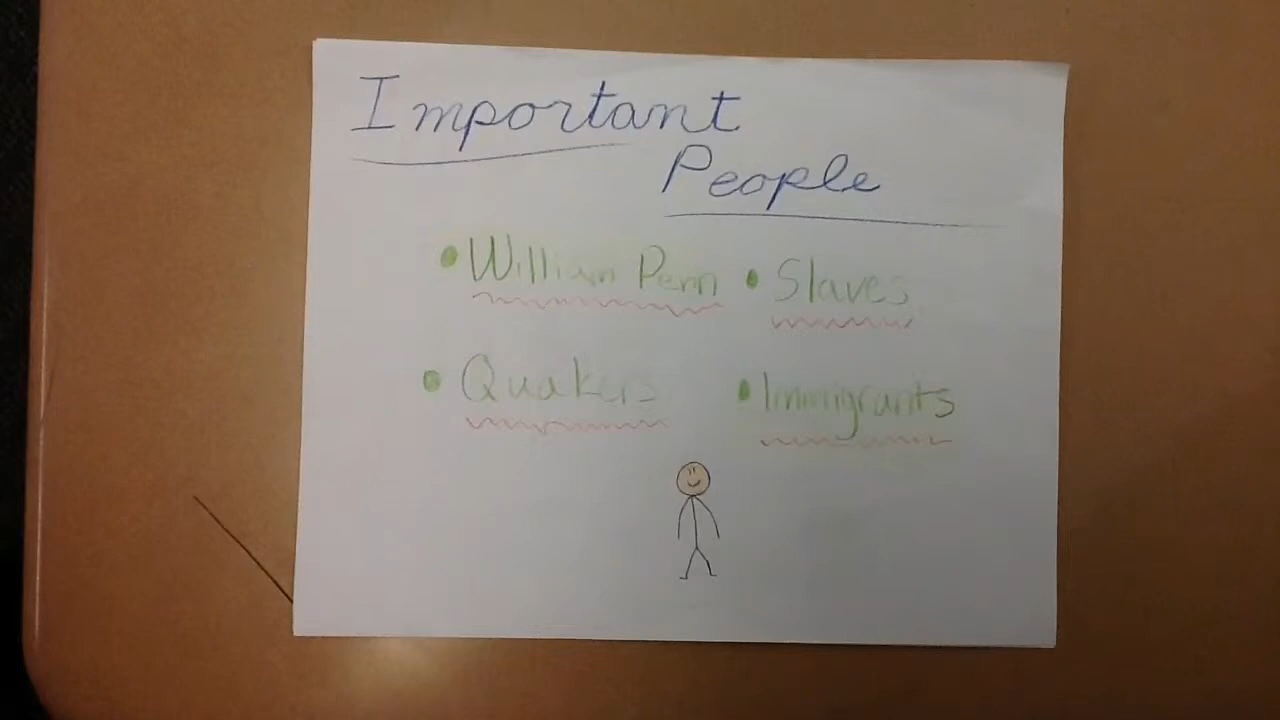 Important
People
• William Penn • Slaves
• Quakers • Immigrants